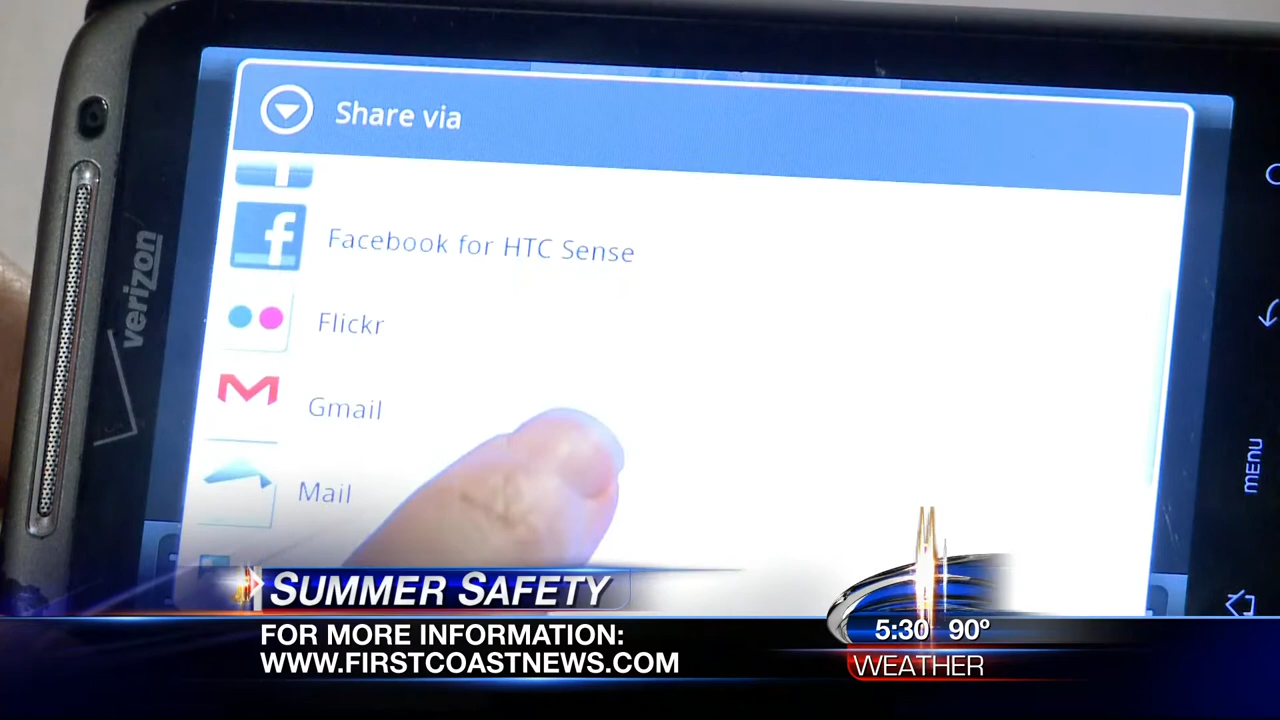 Share via
Facebook for HTC Sense
Flickr
Gmail
Mail
verizon
MENU
SUMMER SAFETY
FOR MORE INFORMATION:
WWW.FIRSTCOASTNEWS.COM
5:30 90º
WEATHER